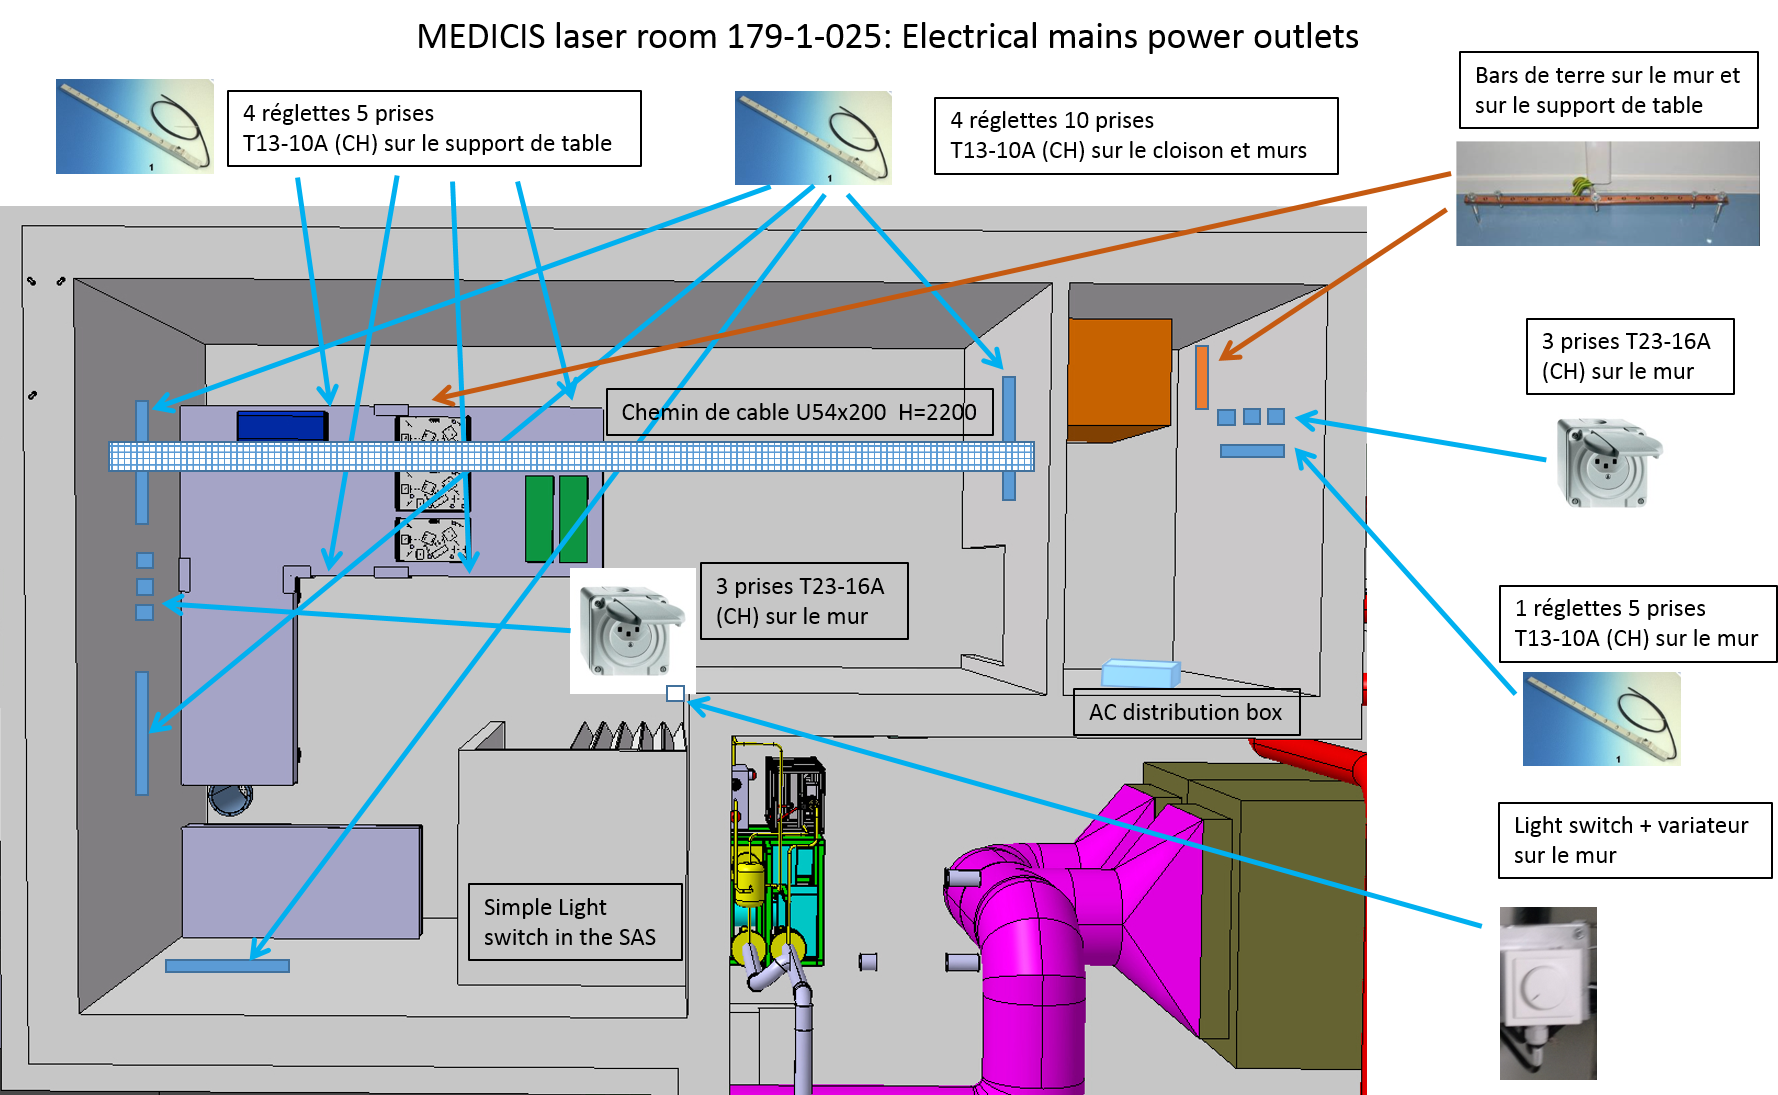 MEDICIS laser room 179-1-025: Electrical mains power outlets
4 réglettes 5 prises
T13-10A (CH) sur le support de table
1
4 réglettes 10 prises
T13-10A (CH) sur le cloison et murs
1
Bars de terre sur le mur et
sur le support de table
3 prises T23-16A
(CH) sur le mur
Chemin de cable U54x200 H=2200
3 prises T23-16A
(CH) sur le mur
1 réglettes 5 prises
T13-10A (CH) sur le mur
1
AC distribution box
Light switch + variateur
sur le mur
Simple Light
switch in the SAS